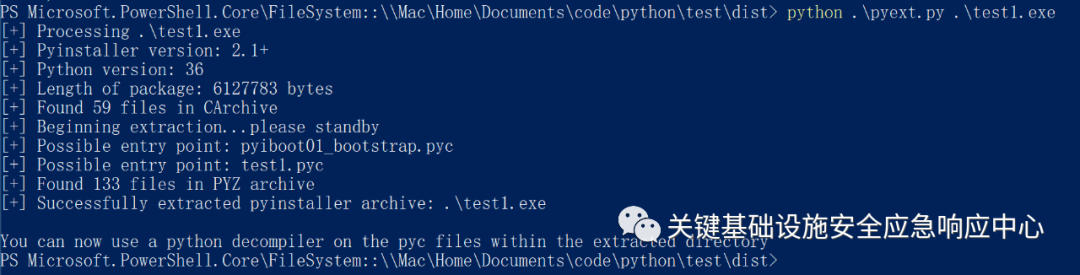 PS Microsoft.PowerShell.Core\FileSystem::\\Mac\Home\Documents\code\python\test\dist> python .\pyext.py .\test1.exe
[+] Processing .\test1.exe
[+] Pyinstaller version: 2.1+
[+] Python version: 36
[+] Length of package: 6127783 bytes
[+] Found 59 files in CArchive
[+] Beginning extraction...please standby
[+] Possible entry point: pyiboot01_bootstrap.pyc
[+] Possible entry point: test1.pyc
[+] Found 133 files in PYZ archive
[+] Successfully extracted pyinstaller archive: .\test1.exe
关键基础设施安全应急响应中心
You can now use a python decompiler on the pyc files within the extracted directory
PS Microsoft.PowerShell.Core\FileSystem::\\Mac\Home\Documents\code\python\test\dist>